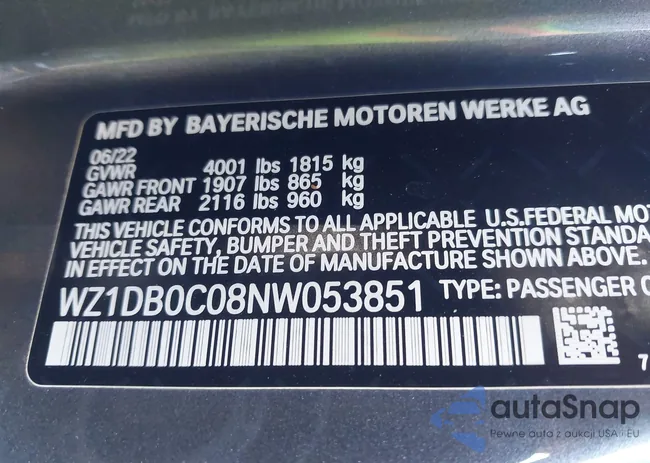 MFD BY BAYERISCHE MOTOREN WERKE AG
06/22
GVWR 4001 lbs 1815 kg
GAWR FRONT 1907 lbs 865 kg
GAWR REAR 2116 lbs 960 kg
THIS VEHICLE CONFORMS TO ALL APPLICABLE U.S.FEDERAL MOT
VEHICLE SAFETY, BUMPER AND THEFT PREVENTION STANDA
IN EFFECT ON THE DATE OF MANUFACTURE SHOWN ABOVE.
WZ1DB0C08NW053851 TYPE: PASSENGER C
7
autaSnap
Pewne auta z aukcji USA i EU